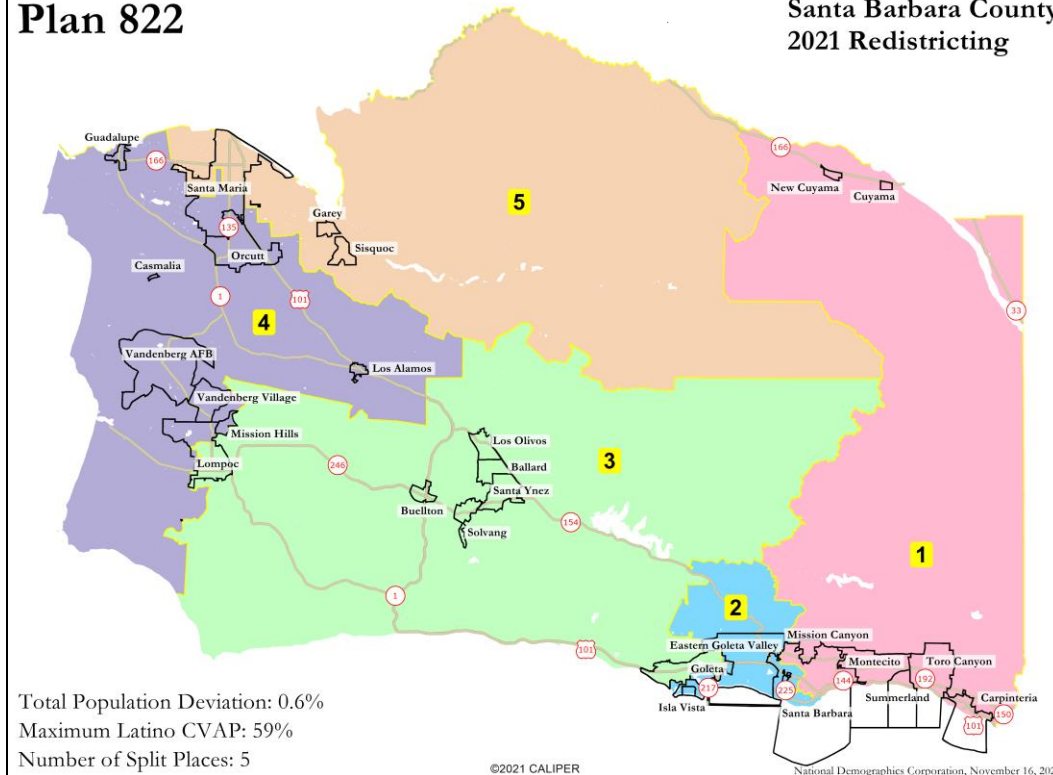 Plan 822
Santa Barbara County
2021 Redistricting
Guadalupe
166
Santa Maria
135
Orcutt
Casmalia
1
101
Garey
Sisquoc
5
166
New Cuyama
Cuyama
33
4
Vandenberg AFB
Los Alamos
Vandenberg Village
Mission Hills
Lompoc
246
Los Olivos
Ballard
Santa Ynez
Buellton
Solvang
3
154
1
1
2
101
Mission Canyon
Eastern Goleta Valley
Montecito
Toro Canyon
Goleta
217
225
144
192
Isla Vista
Santa Barbara
Summerland
Carpinteria
101
150
Total Population Deviation: 0.6%
Maximum Latino CVAP: 59%
Number of Split Places: 5
©2021 CALIPER
National Demographics Corporation, November 16, 202